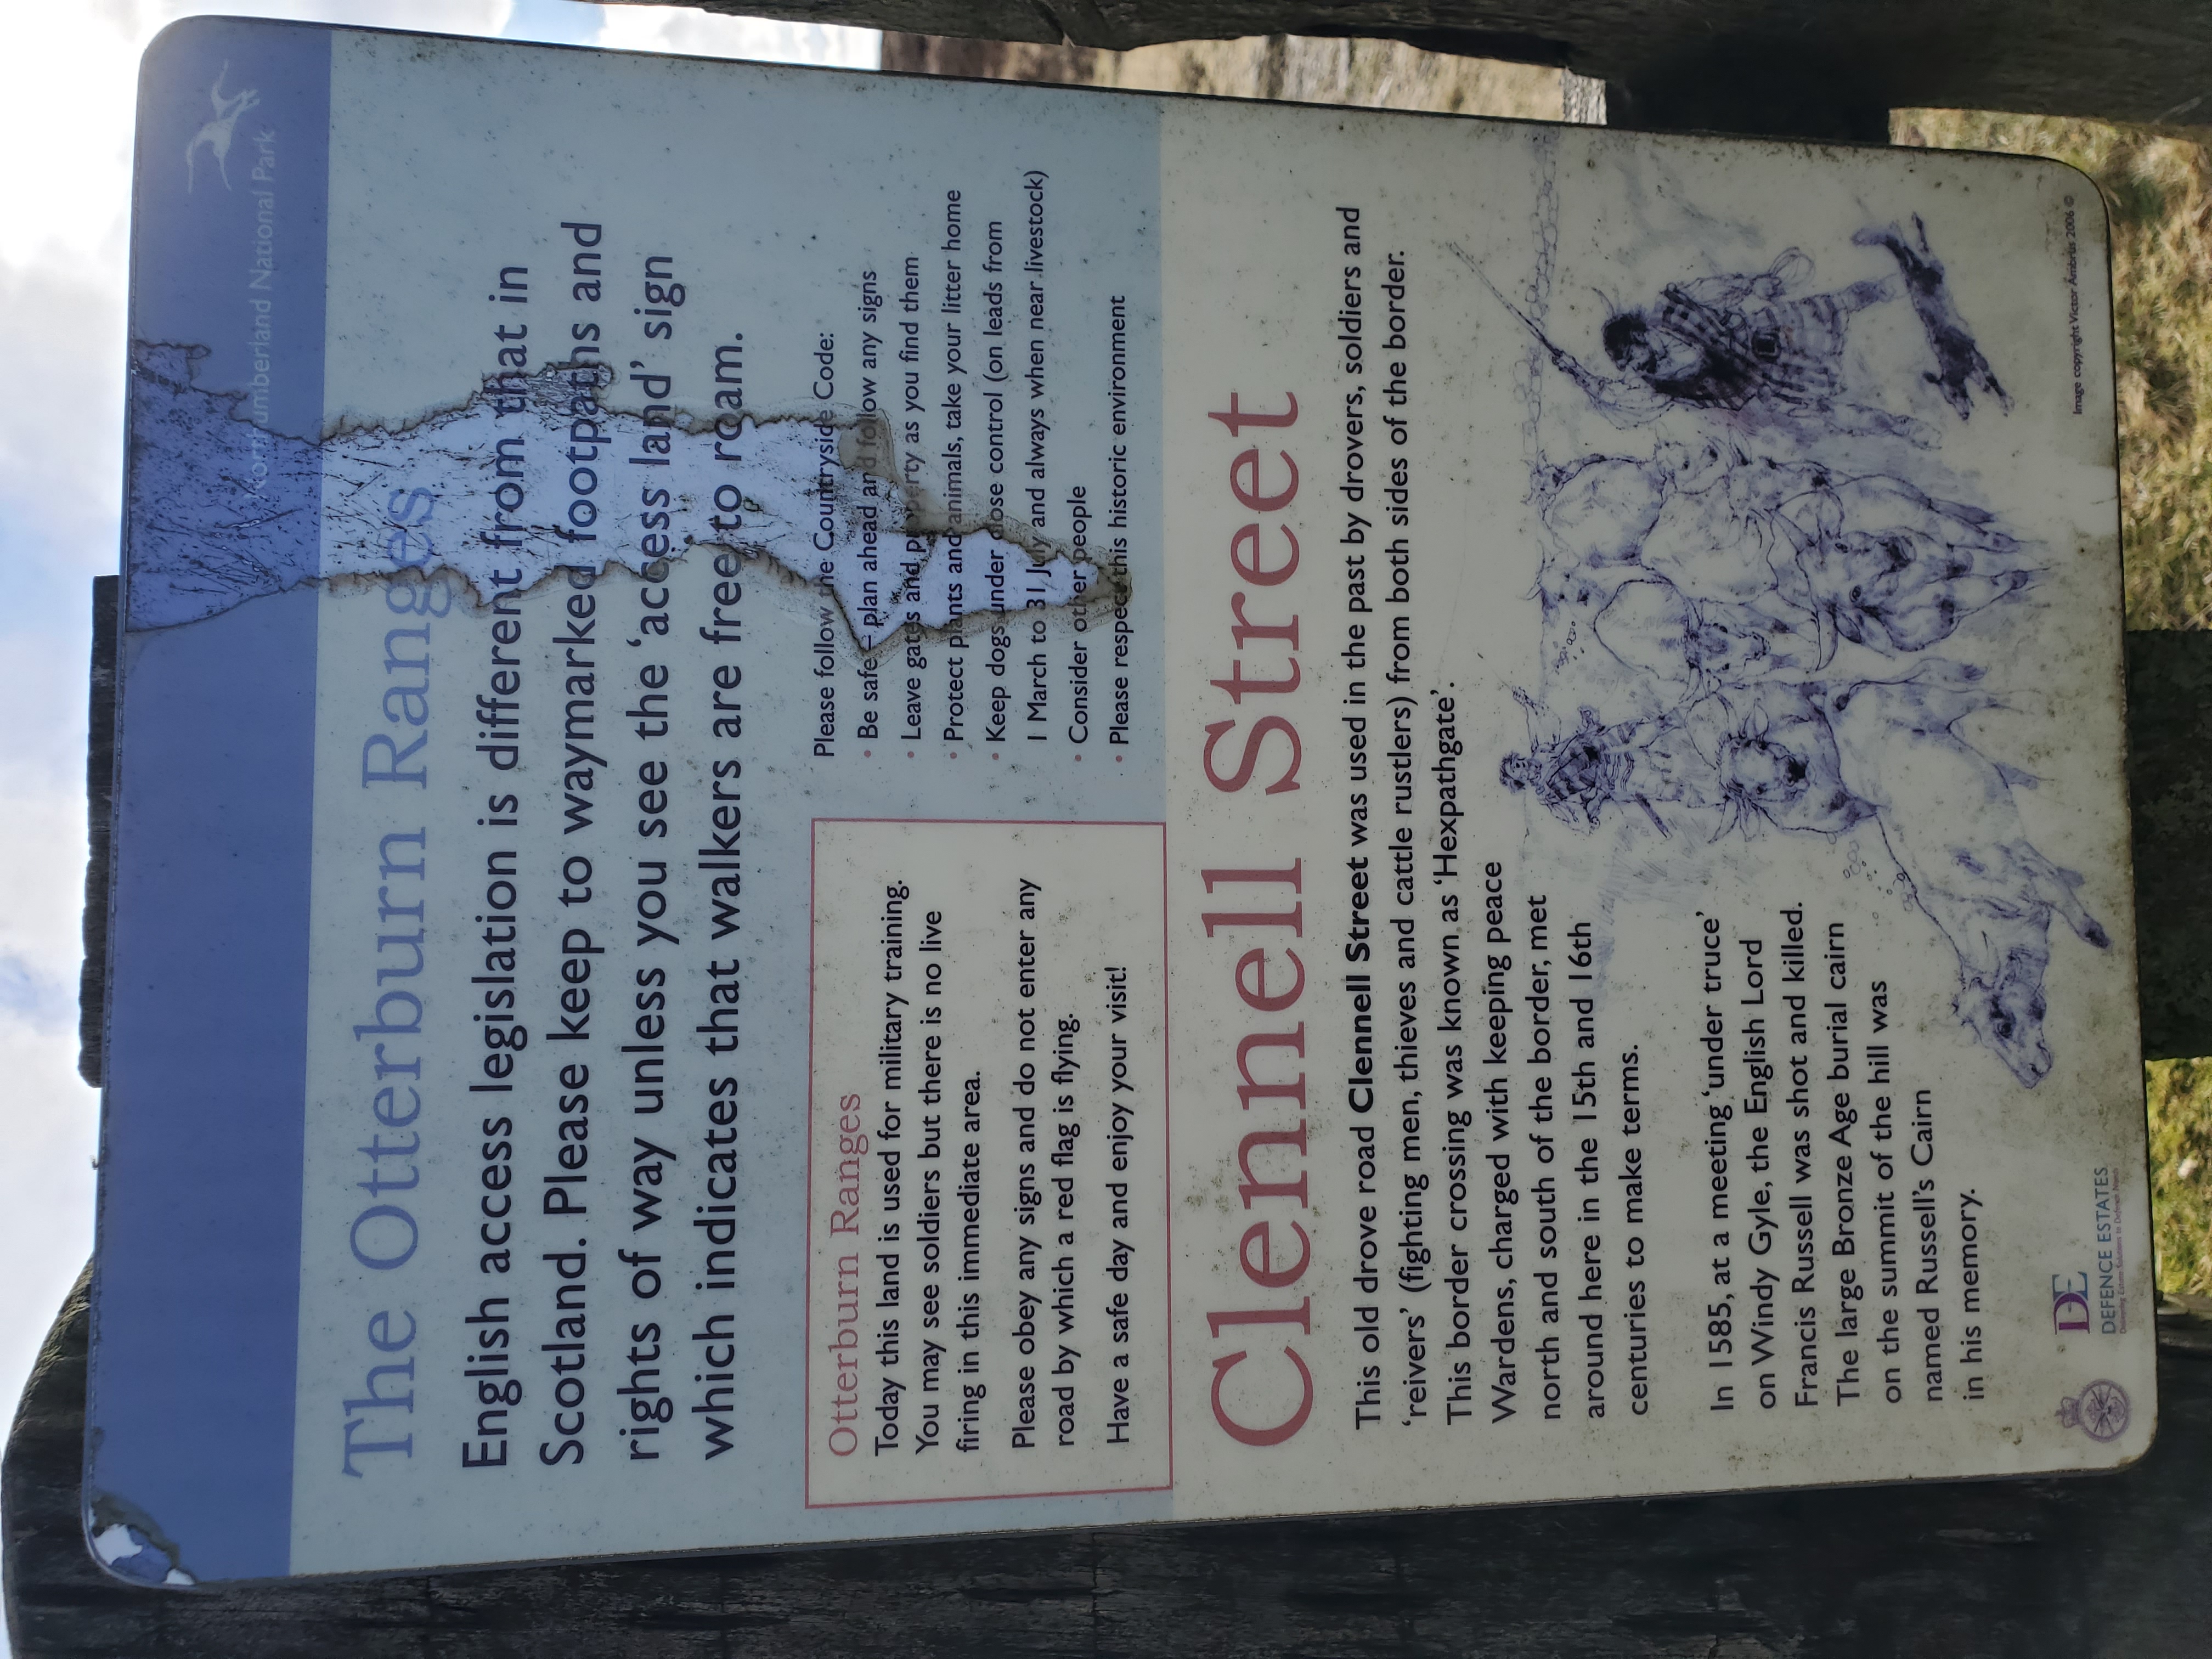 Northumberland National Park
The Otterburn Ranges
English access legislation is different from that in
Scotland. Please keep to waymarked footpaths and
rights of way unless you see the ‘access land’ sign
which indicates that walkers are free to roam.
Otterburn Ranges
Today this land is used for military training.
You may see soldiers but there is no live
firing in this immediate area.
Please obey any signs and do not enter any
road by which a red flag is flying.
Have a safe day and enjoy your visit!
Please follow the Countryside Code:
• Be safe – plan ahead and follow any signs
• Leave gates and property as you find them
• Protect plants and animals, take your litter home
• Keep dogs under close control (on leads from
1 March to 31 July and always when near livestock)
• Consider other people
• Please respect this historic environment
Clennell Street
This old drove road Clennell Street was used in the past by drovers, soldiers and
‘reivers’ (fighting men, thieves and cattle rustlers) from both sides of the border.
This border crossing was known as ‘Hexpathgate’.
Wardens, charged with keeping peace
north and south of the border, met
around here in the 15th and 16th
centuries to make terms.
In 1585, at a meeting ‘under truce’
on Windy Gyle, the English Lord
Francis Russell was shot and killed.
The large Bronze Age burial cairn
on the summit of the hill was
named Russell’s Cairn
in his memory.
DE
DEFENCE ESTATES
Delivering Estate Solutions to Defence Needs
Image copyright Victor Ambrus 2006 ©